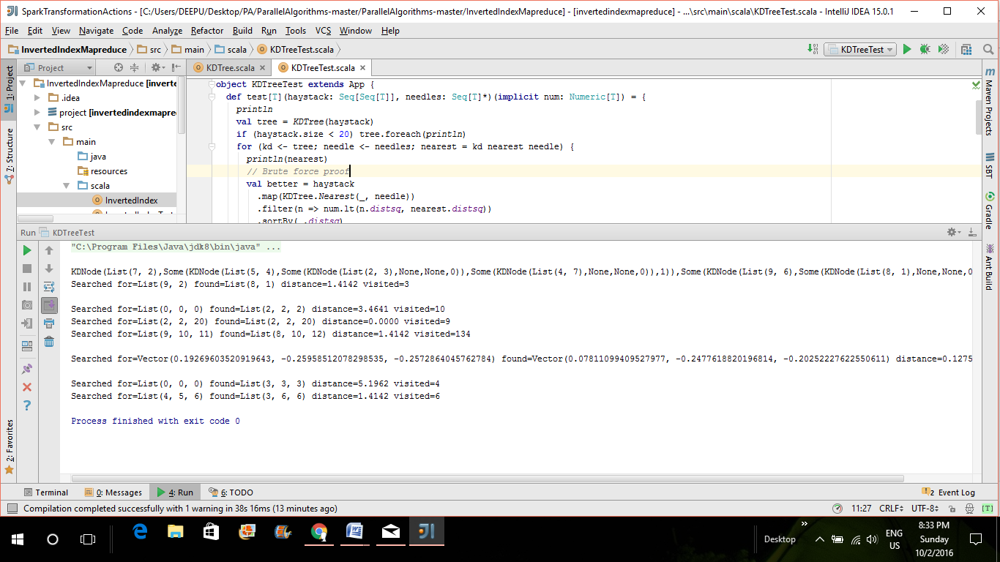 SparkTransformationActions - [C:/Users/DEEPU/Desktop/PA/ParallelAlgorithms-master/ParallelAlgorithms-master/InvertedIndexMapreduce] - [invertedindexmapreduce] - ...\src\main\scala\KDTreeTest.scala - IntelliJ IDEA 15.0.1
File Edit View Navigate Code Analyze Refactor Build Run Tools VCS Window Help
InvertedIndexMapreduce src main scala KDTreeTest.scala
KDTreeTest
1: Project
7: Structure
2: Favorites
Project
InvertedIndexMapreduce [inverte
.idea
project [invertedindexmapre
src
main
java
resources
scala
InvertedIndex
KDTree.scala KDTreeTest.scala
object KDTreeTest extends App {
def test[T](haystack: Seq[Seq[T]], needles: Seq[T]*)(implicit num: Numeric[T]) = {
println
val tree = KDTree(haystack)
if (haystack.size < 20) tree.foreach(println)
for (kd <- tree; needle <- needles; nearest = kd nearest needle) {
println(nearest)
// Brute force proof
val better = haystack
.map(KDTree.Nearest(_, needle))
.filter(n => num.lt(n.distsq, nearest.distsq))
.sortBy(_.distsq)
Maven Projects
SBT
Gradle
Ant Build
Run KDTreeTest
"C:\Program Files\Java\jdk8\bin\java" ...
KDNode(List(7, 2),Some(KDNode(List(5, 4),Some(KDNode(List(2, 3),None,None,0)),Some(KDNode(List(4, 7),None,None,0)),1)),Some(KDNode(List(9, 6),Some(KDNode(List(8, 1),None,None,0
Searched for=List(9, 2) found=List(8, 1) distance=1.4142 visited=3
Searched for=List(0, 0, 0) found=List(2, 2, 2) distance=3.4641 visited=10
Searched for=List(2, 2, 20) found=List(2, 2, 20) distance=0.0000 visited=9
Searched for=List(9, 10, 11) found=List(8, 10, 12) distance=1.4142 visited=134
Searched for=Vector(0.19269603520919643, -0.25958512078298535, -0.2572864045762784) found=Vector(0.07811099409527977, -0.2477618820196814, -0.20252227622550611) distance=0.1275
Searched for=List(0, 0, 0) found=List(3, 3, 3) distance=5.1962 visited=4
Searched for=List(4, 5, 6) found=List(3, 6, 6) distance=1.4142 visited=6
Process finished with exit code 0
Terminal 0: Messages 4: Run 6: TODO 2 Event Log
Compilation completed successfully with 1 warning in 38s 16ms (13 minutes ago) 11:27 CRLF UTF-8 [T]
Desktop
ENG
US
8:33 PM
Sunday
10/2/2016